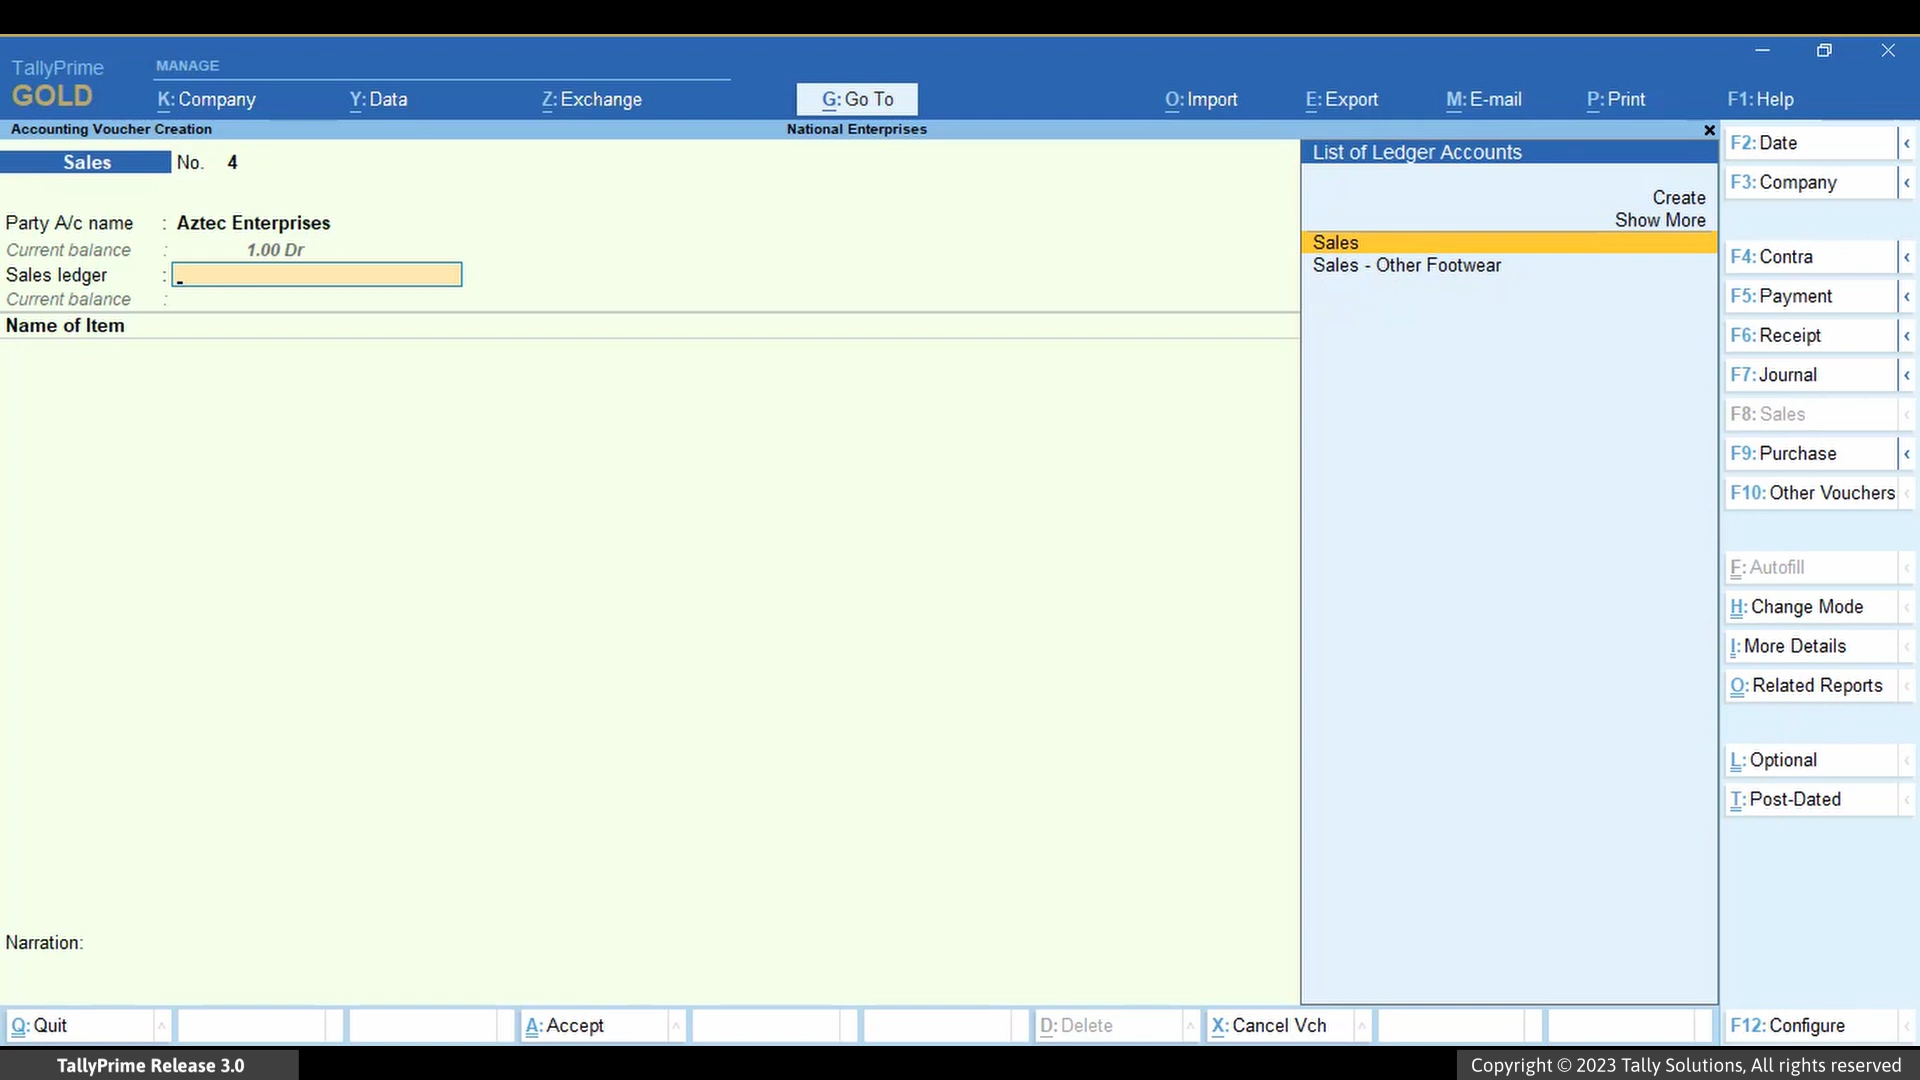 TallyPrime
GOLD
MANAGE
K: Company
Y: Data
Z: Exchange
G: Go To
O: Import
E: Export
M: E-mail
P: Print
F1: Help
Accounting Voucher Creation
National Enterprises
Sales No. 4
Party A/c name : Aztec Enterprises
Current balance : 1.00 Dr
Sales ledger :
Current balance :
Name of Item
Narration:
List of Ledger Accounts
Create
Show More
Sales
Sales - Other Footwear
F2: Date
F3: Company
F4: Contra
F5: Payment
F6: Receipt
F7: Journal
F8: Sales
F9: Purchase
F10: Other Vouchers
F: Autofill
H: Change Mode
I: More Details
O: Related Reports
L: Optional
T: Post-Dated
Q: Quit
A: Accept
D: Delete
X: Cancel Vch
F12: Configure
TallyPrime Release 3.0
Copyright © 2023 Tally Solutions, All rights reserved